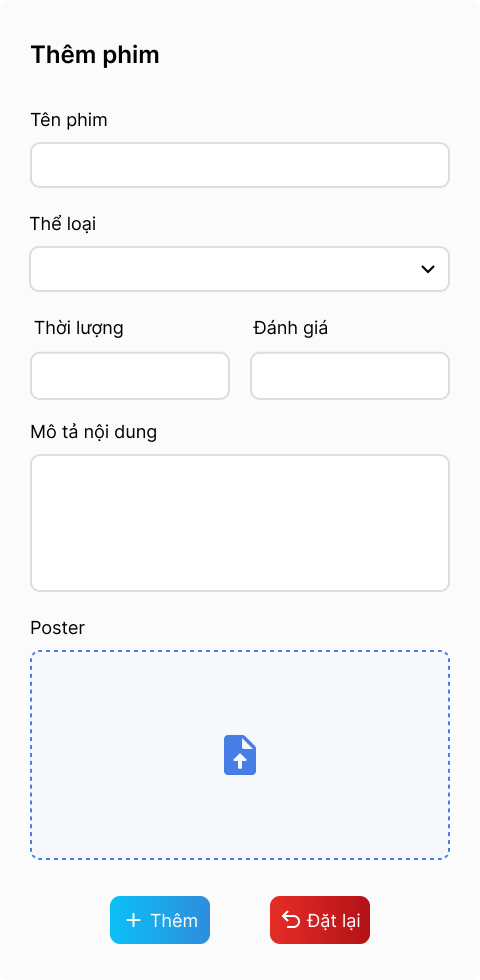 Thêm phim
Tên phim
Thể loại
Thời lượng Đánh giá
Mô tả nội dung
Poster
Thêm Đặt lại